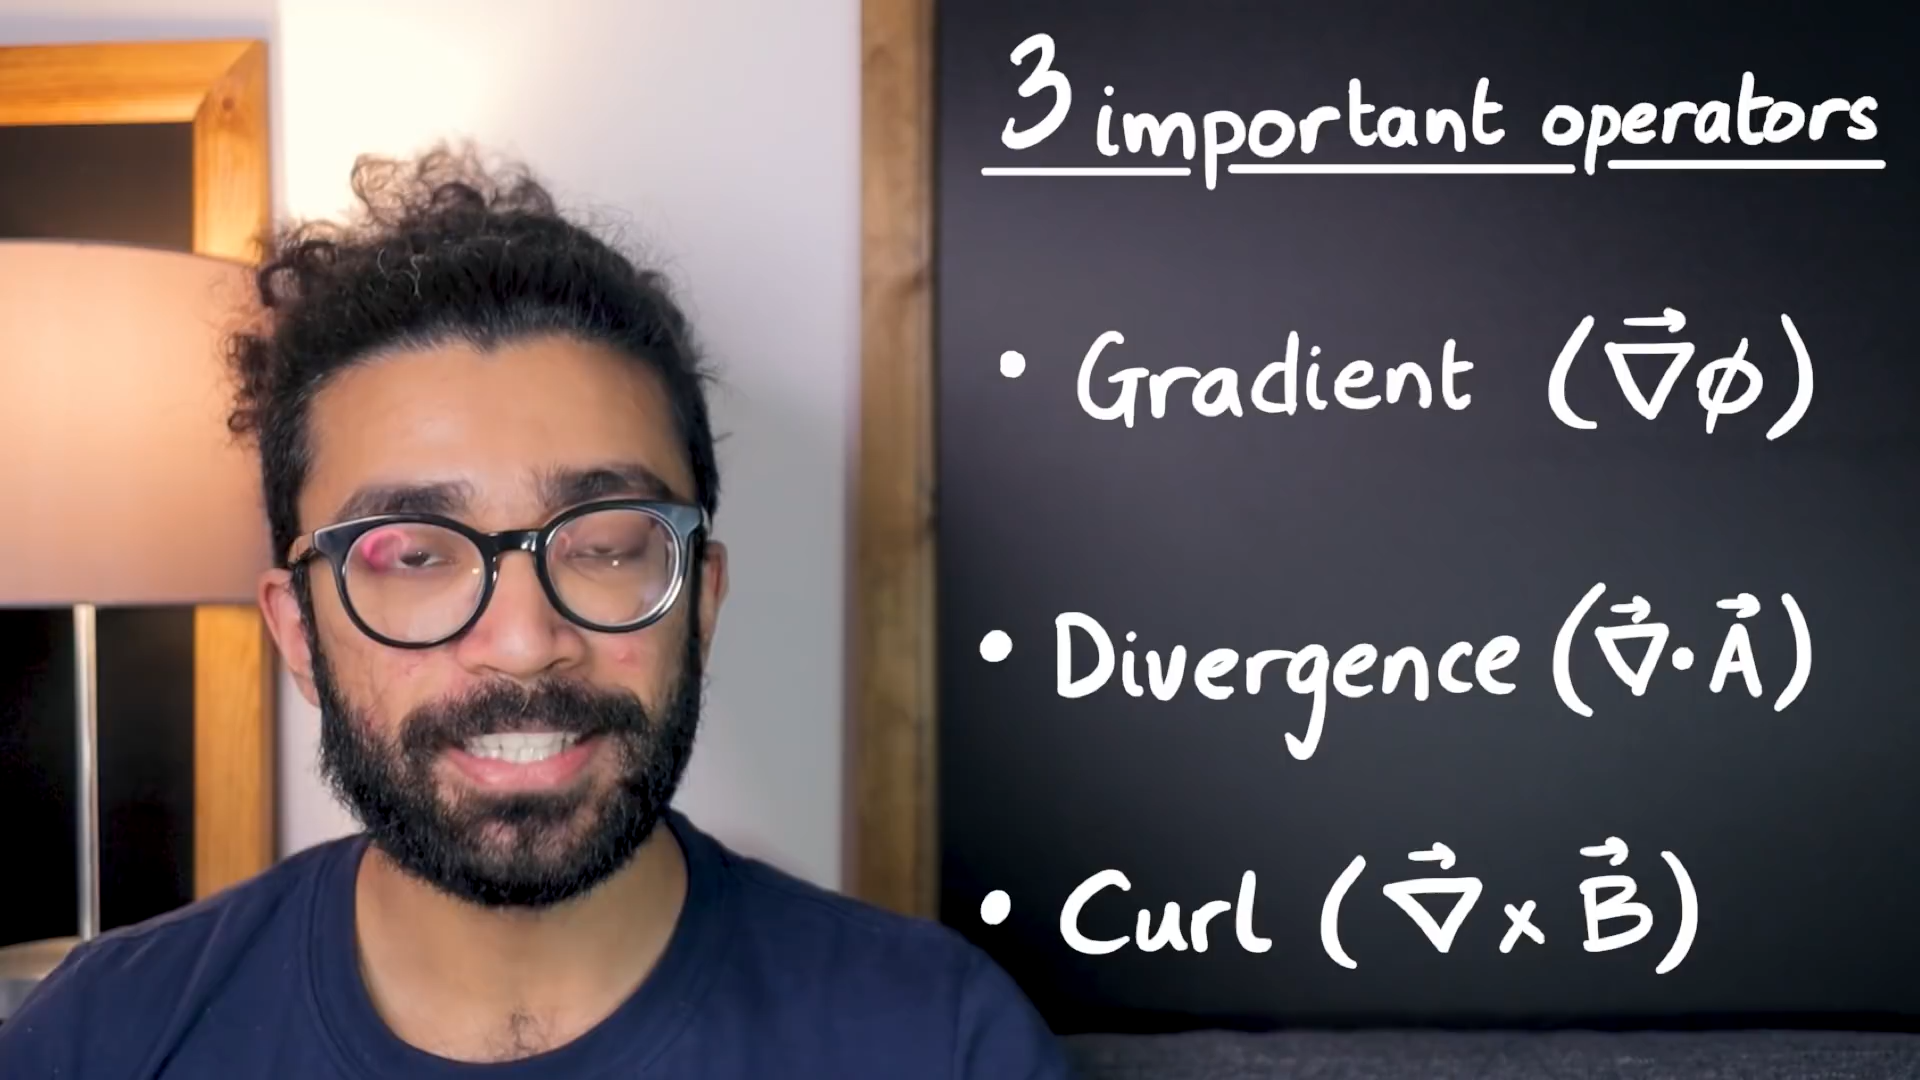 3 important operators
• Gradient (∇⃗ϕ)
• Divergence (∇⃗·A⃗)
• Curl (∇⃗×B⃗)